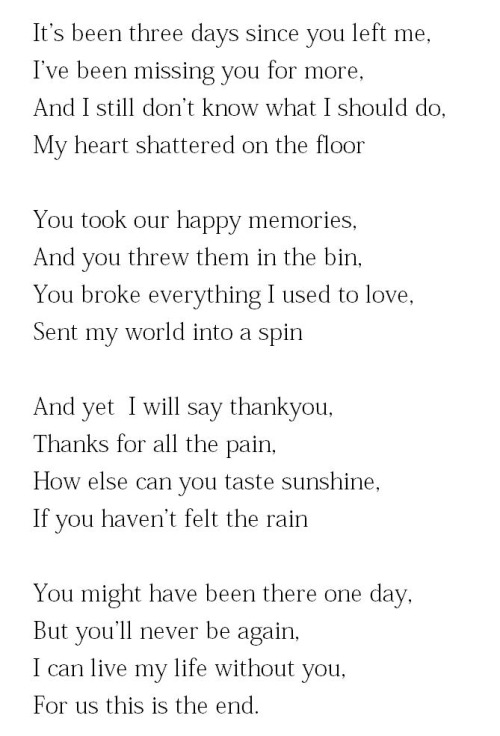 It’s been three days since you left me,
I’ve been missing you for more,
And I still don’t know what I should do,
My heart shattered on the floor

You took our happy memories,
And you threw them in the bin,
You broke everything I used to love,
Sent my world into a spin

And yet  I will say thankyou,
Thanks for all the pain,
How else can you taste sunshine,
If you haven’t felt the rain

You might have been there one day,
But you’ll never be again,
I can live my life without you,
For us this is the end.